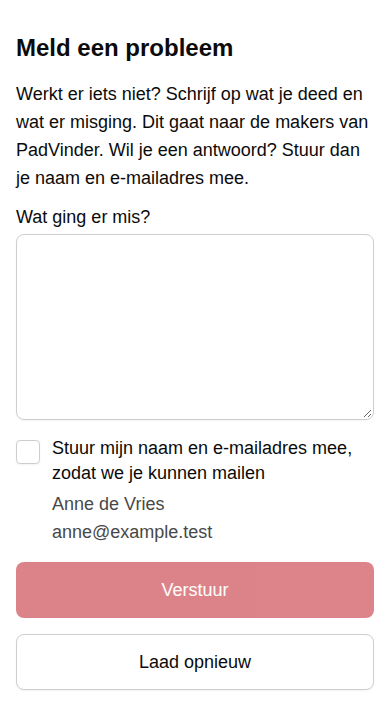 Meld een probleem
Werkt er iets niet? Schrijf op wat je deed en
wat er misging. Dit gaat naar de makers van
PadVinder. Wil je een antwoord? Stuur dan
je naam en e-mailadres mee.
Wat ging er mis?
Stuur mijn naam en e-mailadres mee,
zodat we je kunnen mailen
Anne de Vries
anne@example.test
Verstuur
Laad opnieuw